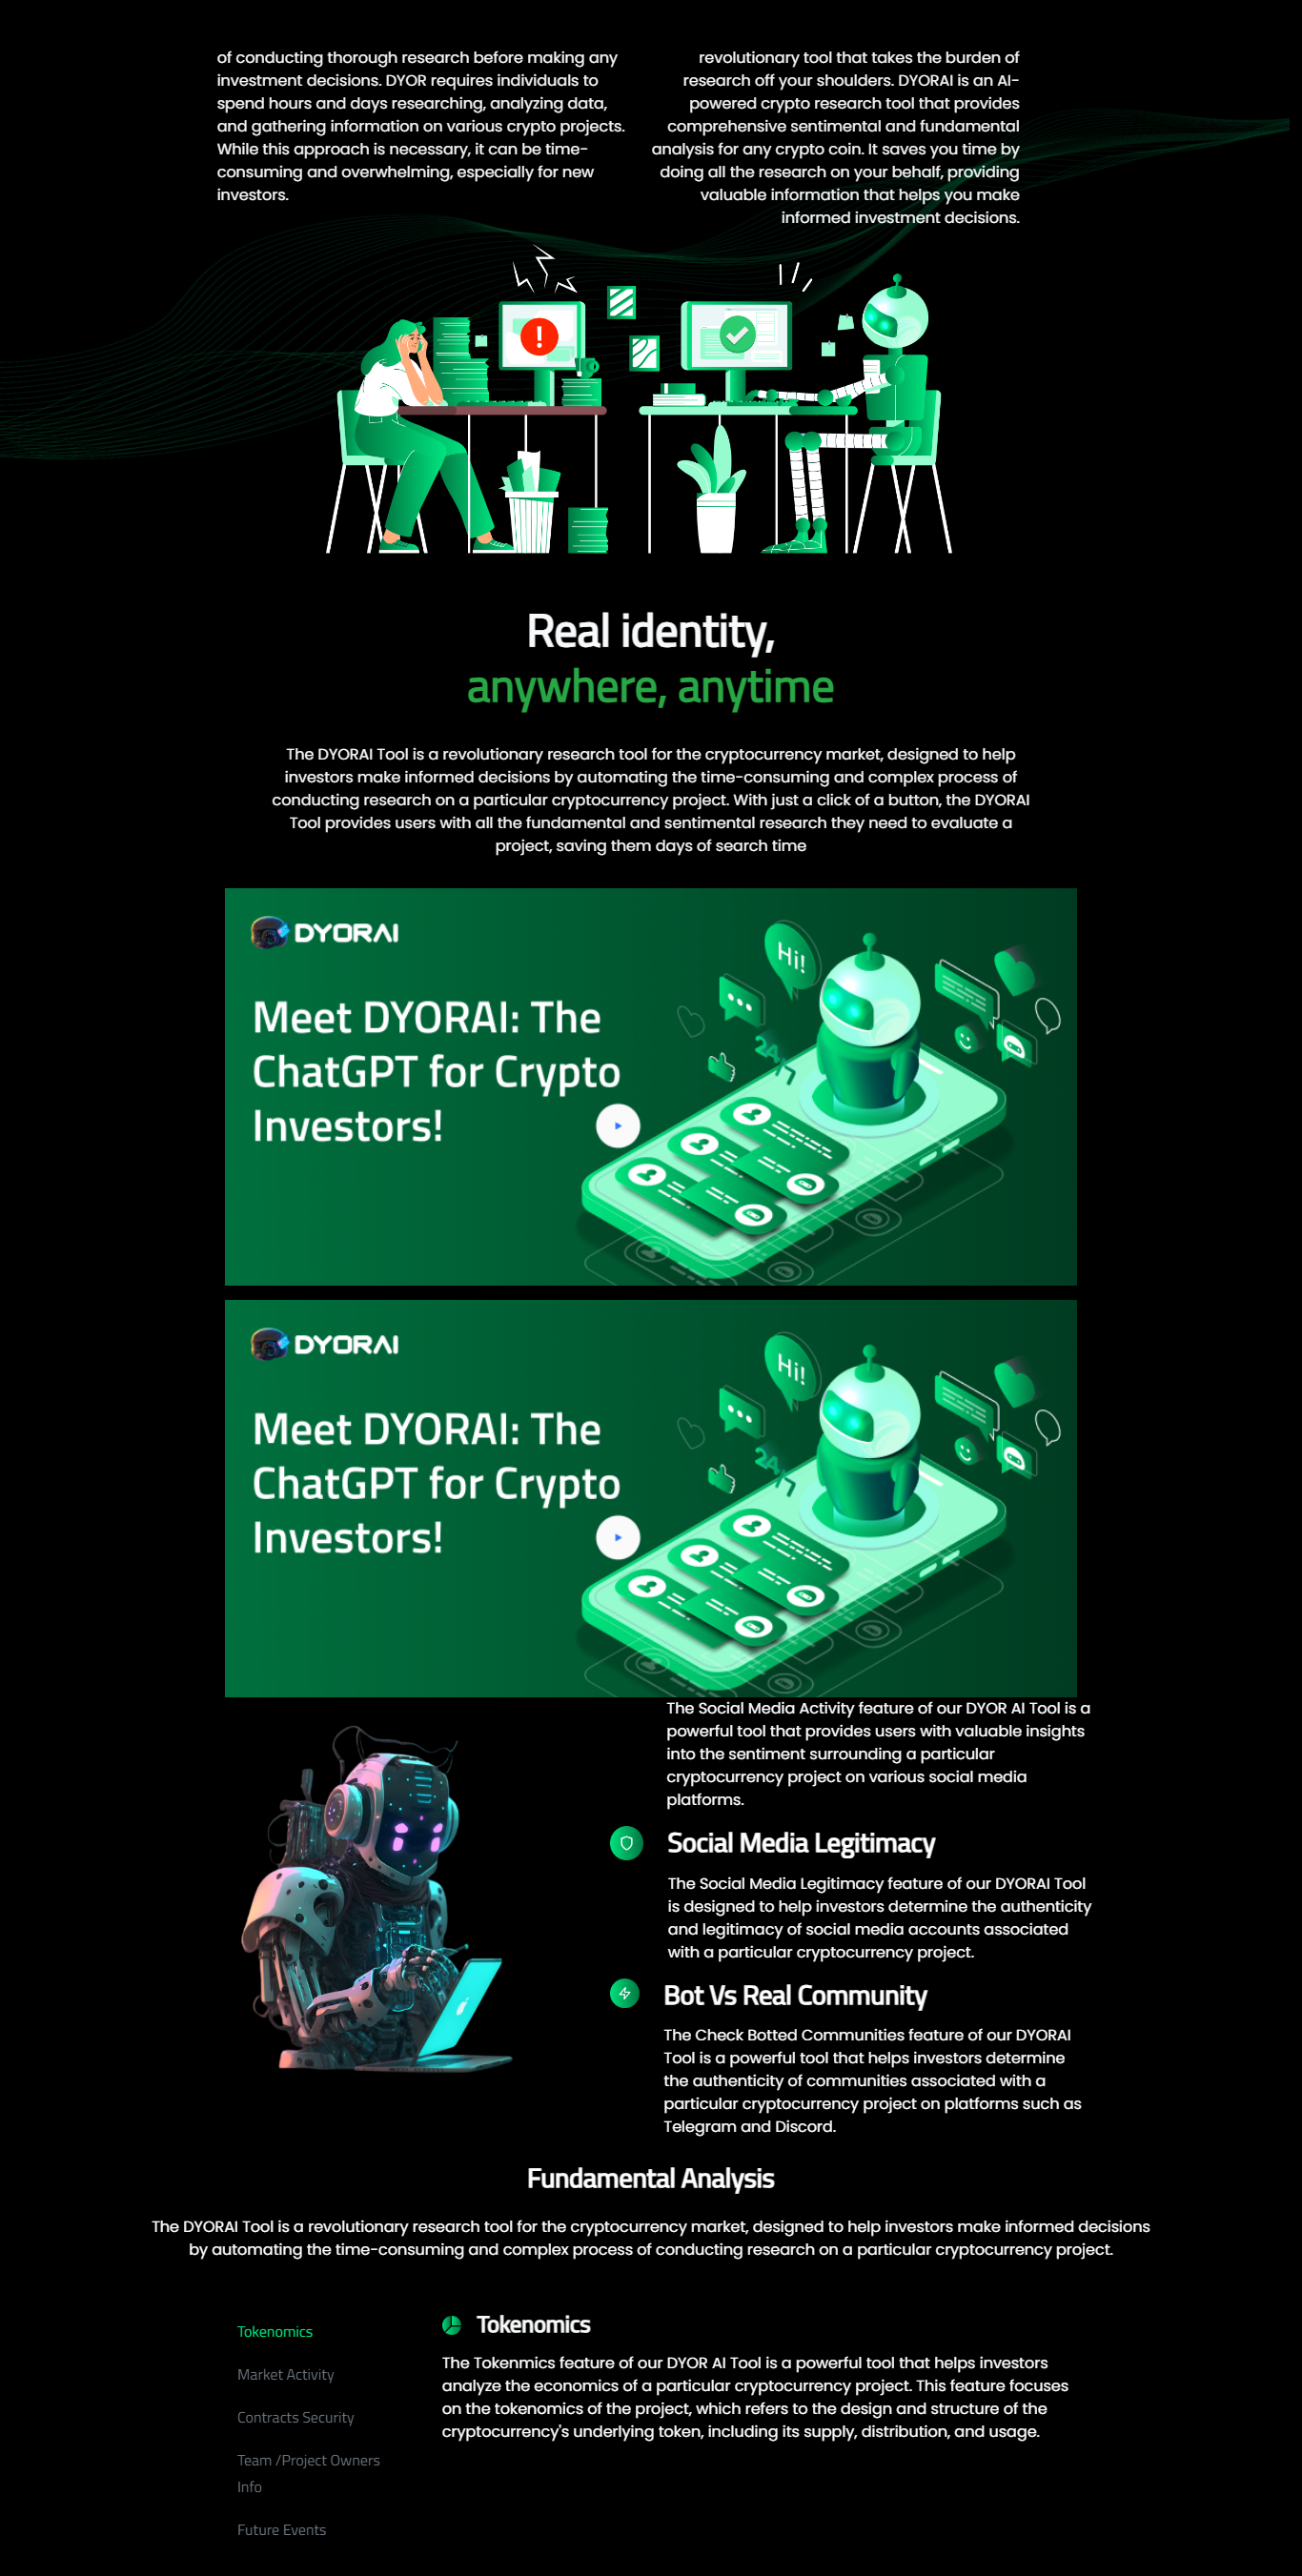 of conducting thorough research before making any
investment decisions. DYOR requires individuals to
spend hours and days researching, analyzing data,
and gathering information on various crypto projects.
While this approach is necessary, it can be time-
consuming and overwhelming, especially for new
investors.
revolutionary tool that takes the burden of
research off your shoulders. DYORAI is an AI-
powered crypto research tool that provides
comprehensive sentimental and fundamental
analysis for any crypto coin. It saves you time by
doing all the research on your behalf, providing
valuable information that helps you make
informed investment decisions.
Real identity,
anywhere, anytime
The DYORAI Tool is a revolutionary research tool for the cryptocurrency market, designed to help
investors make informed decisions by automating the time-consuming and complex process of
conducting research on a particular cryptocurrency project. With just a click of a button, the DYORAI
Tool provides users with all the fundamental and sentimental research they need to evaluate a
project, saving them days of search time
DYORAI
Meet DYORAI: The
ChatGPT for Crypto
Investors!
Hi!
24/7
DYORAI
Meet DYORAI: The
ChatGPT for Crypto
Investors!
Hi!
24/7
The Social Media Activity feature of our DYOR AI Tool is a
powerful tool that provides users with valuable insights
into the sentiment surrounding a particular
cryptocurrency project on various social media
platforms.
Social Media Legitimacy
The Social Media Legitimacy feature of our DYORAI Tool
is designed to help investors determine the authenticity
and legitimacy of social media accounts associated
with a particular cryptocurrency project.
Bot Vs Real Community
The Check Botted Communities feature of our DYORAI
Tool is a powerful tool that helps investors determine
the authenticity of communities associated with a
particular cryptocurrency project on platforms such as
Telegram and Discord.
Fundamental Analysis
The DYORAI Tool is a revolutionary research tool for the cryptocurrency market, designed to help investors make informed decisions
by automating the time-consuming and complex process of conducting research on a particular cryptocurrency project.
Tokenomics
Market Activity
Contracts Security
Team /Project Owners
Info
Future Events
Tokenomics
The Tokenmics feature of our DYOR AI Tool is a powerful tool that helps investors
analyze the economics of a particular cryptocurrency project. This feature focuses
on the tokenomics of the project, which refers to the design and structure of the
cryptocurrency's underlying token, including its supply, distribution, and usage.